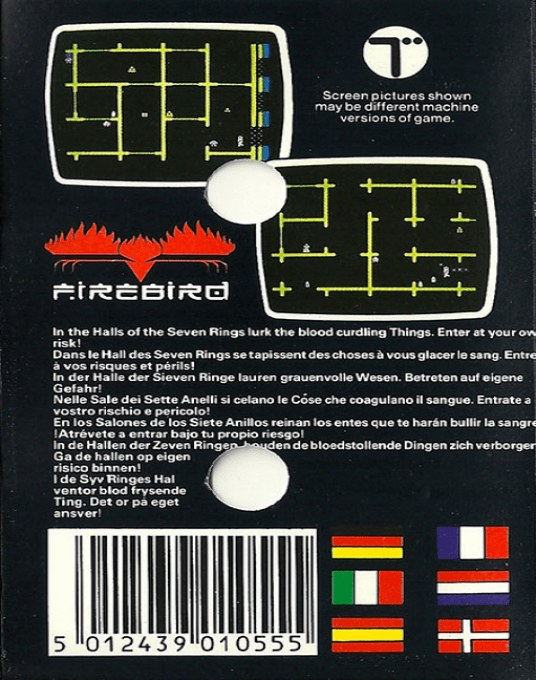 Screen pictures shown
may be different machine
versions of game.
FIREBIRD
In the Halls of the Seven Rings lurk the blood curdling Things. Enter at your ow
risk!
Dans le Hall des Seven Rings se tapissent des choses à vous glacer le sang. Entre
à vos risques et périls!
In der Halle der Sieven Ringe lauren grauenvolle Wesen. Betreten auf eigene
Gefahr!
Nelle Sale dei Sette Anelli si celano le Cose che coagulano il sangue. Entrate a
vostro rischio e pericolo!
En los Salones de los Siete Anillos reinan los entes que te harán bullir la sangre
!Atrévete a entrar bajo tu propio riesgo!
In de Hallen der Zeven Ringen houden de bloedstollende Dingen zich verborgen
Ga de hallen op eigen
risico binnen!
I de Syv Ringes Hal
ventor blod frysende
Ting. Det or på eget
ansver!
5 012439 010555